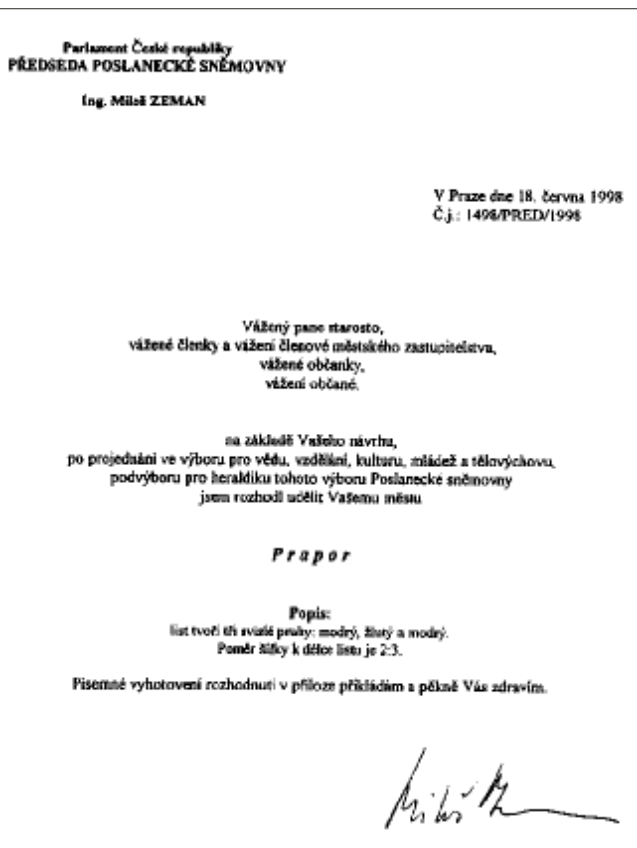 Parlament České republiky
PŘEDSEDA POSLANECKÉ SNĚMOVNY
Ing. Miloš ZEMAN
V Praze dne 18. června 1998
Č.j.: 1498/PRED/1998
Vážený pane starosto,
vážené členky a vážení členové městského zastupitelstva,
vážené občanky,
vážení občané.
na základě Vašeho návrhu,
po projednání ve výboru pro vědu, vzdělání, kulturu, mládež a tělovýchovu,
podvýboru pro heraldiku tohoto výboru Poslanecké sněmovny
jsem rozhodl udělit Vašemu městu
Prapor
Popis:
list tvoří tři svislé pruhy: modrý, žlutý a modrý.
Poměr šířky k délce listu je 2:3.
Písemné vyhotovení rozhodnutí v příloze přikládám a pěkně Vás zdravím.